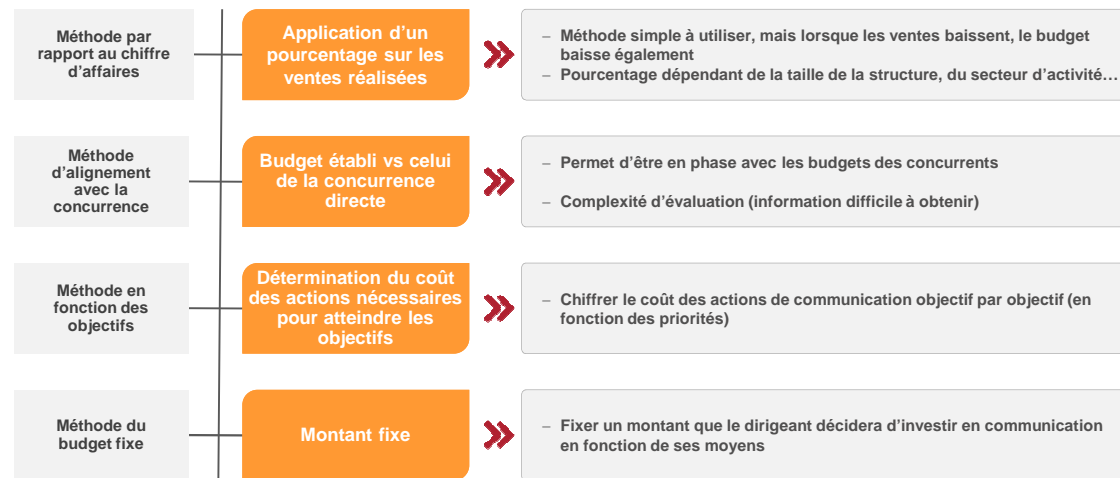 Méthode par
rapport au chiffre
d'affaires
Application d'un
pourcentage sur les
ventes réalisées
– Méthode simple à utiliser, mais lorsque les ventes baissent, le budget
baisse également
– Pourcentage dépendant de la taille de la structure, du secteur d'activité…
Méthode
d'alignement
avec la
concurrence
Budget établi vs celui
de la concurrence
directe
– Permet d'être en phase avec les budgets des concurrents
– Complexité d'évaluation (information difficile à obtenir)
Méthode en
fonction des
objectifs
Détermination du coût
des actions nécessaires
pour atteindre les
objectifs
– Chiffrer le coût des actions de communication objectif par objectif (en
fonction des priorités)
Méthode du
budget fixe
Montant fixe
– Fixer un montant que le dirigeant décidera d'investir en communication
en fonction de ses moyens